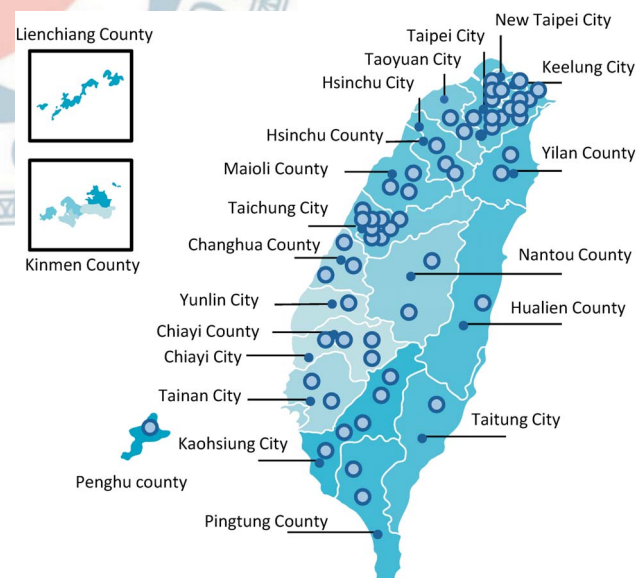 New Taipei City
Taipei City
Lienchiang County
Taoyuan City
Keelung City
Hsinchu City
Hsinchu County
Yilan County
Maioli County
Taichung City
Changhua County
Nantou County
Kinmen County
Yunlin City
Hualien County
Chiayi County
Chiayi City
Tainan City
Taitung City
Kaohsiung City
Penghu county
Pingtung County